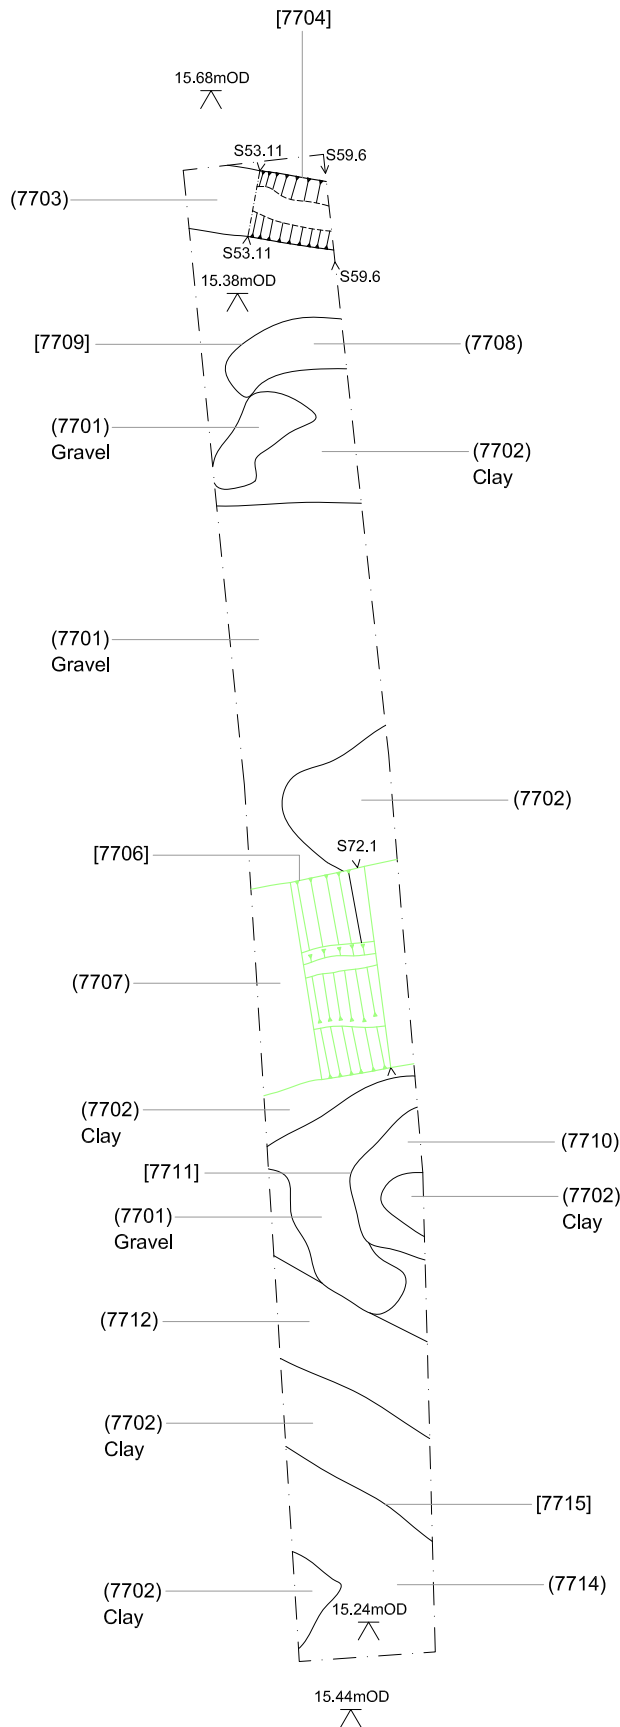 [7704]
15.68mOD
S53.11
S59.6
(7703)
S53.11
S59.6
15.38mOD
[7709]
(7708)
(7701)
Gravel
(7702)
Clay
(7701)
Gravel
(7702)
S72.1
[7706]
(7707)
(7702)
Clay
(7710)
[7711]
(7702)
Clay
(7701)
Gravel
(7712)
(7702)
Clay
[7715]
(7714)
(7702)
Clay
15.24mOD
15.44mOD